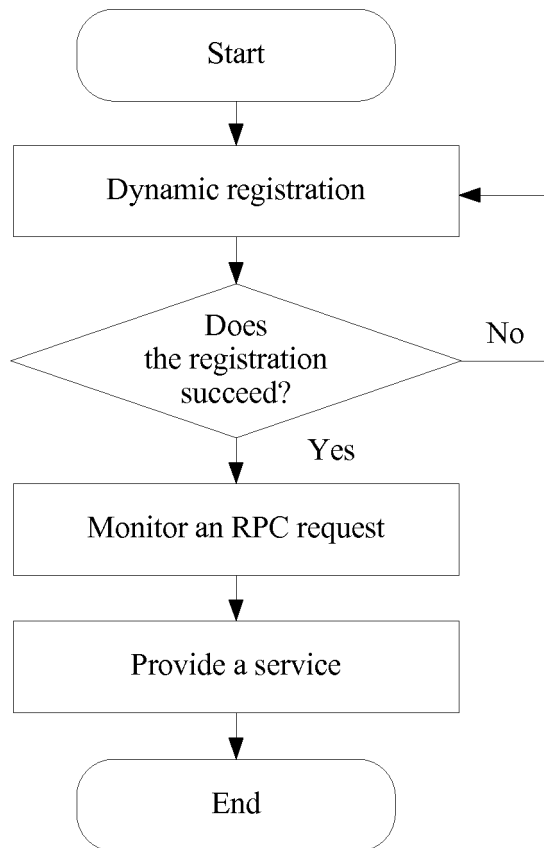 Start
Dynamic registration
Does
the registration
succeed?
No
Yes
Monitor an RPC request
Provide a service
End